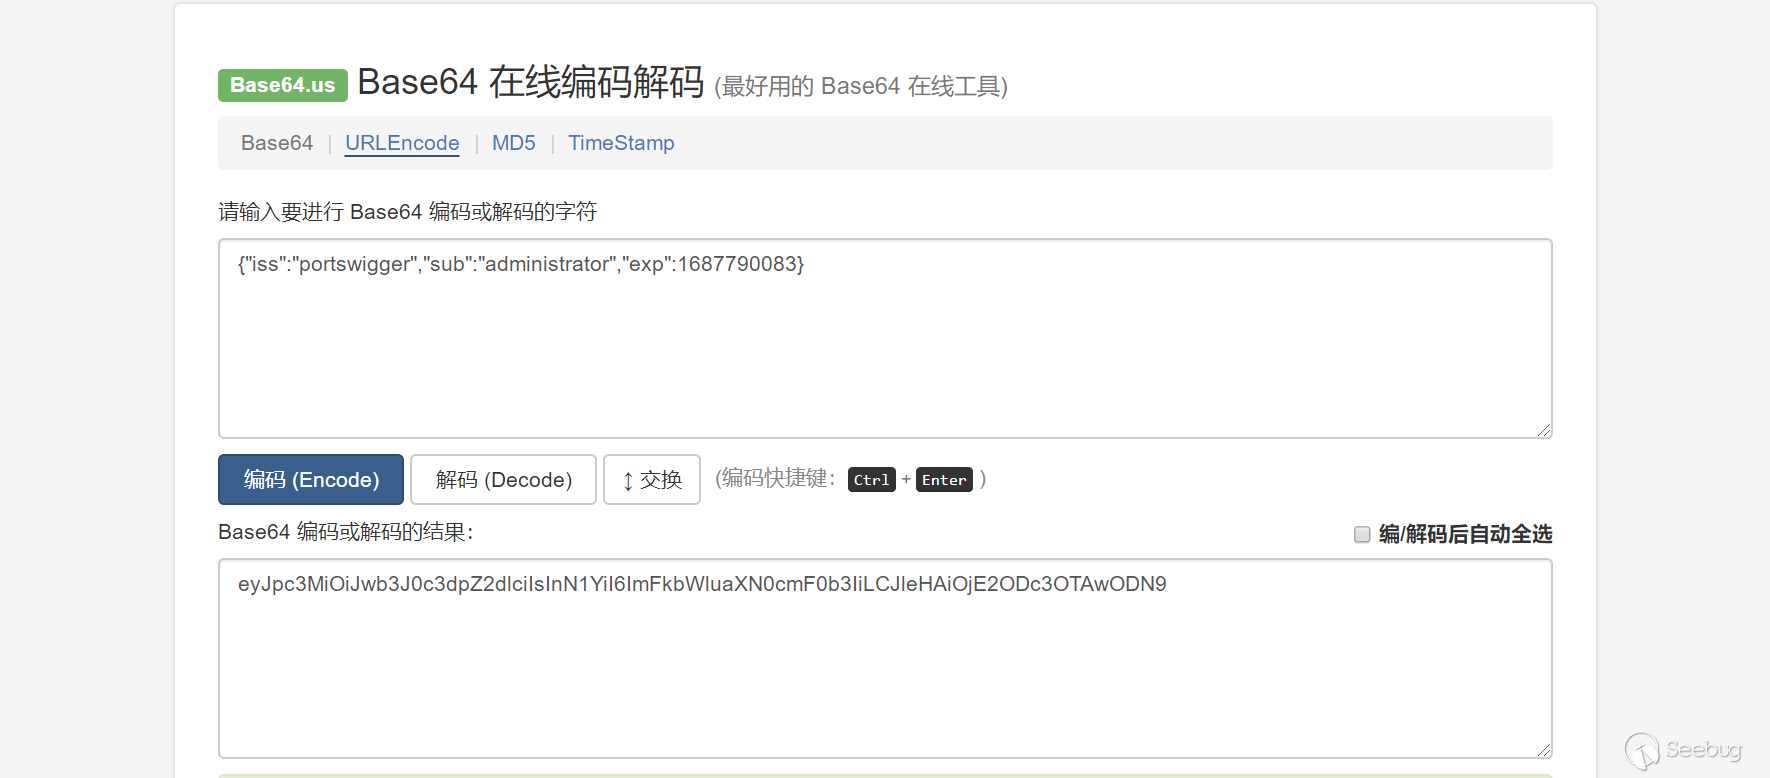 Base64.us Base64 在线编码解码 (最好用的 Base64 在线工具)
Base64 | URLEncode | MD5 | TimeStamp
请输入要进行 Base64 编码或解码的字符
{"iss":"portswigger","sub":"administrator","exp":1687790083}
编码 (Encode) 解码 (Decode) ↕ 交换 (编码快捷键: Ctrl + Enter )
Base64 编码或解码的结果: 编/解码后自动全选
eyJpc3MiOiJwb3J0c3dpZ2dlciIsInN1YiI6ImFkbWluaXN0cmF0b3IiLCJleHAiOjE2ODc3OTAwODN9
Seebug